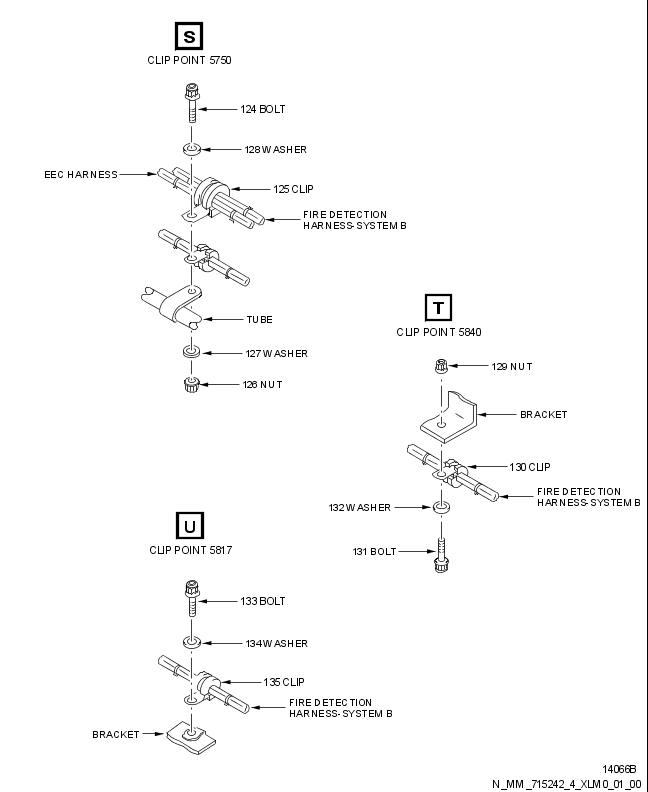 S
CLIP POINT 5750
124 BOLT
128 WASHER
EEC HARNESS
125 CLIP
FIRE DETECTION
HARNESS-SYSTEM B
TUBE
127 WASHER
126 NUT
T
CLIP POINT 5840
129 NUT
BRACKET
130 CLIP
FIRE DETECTION
HARNESS-SYSTEM B
132 WASHER
131 BOLT
U
CLIP POINT 5817
133 BOLT
134 WASHER
135 CLIP
FIRE DETECTION
HARNESS-SYSTEM B
BRACKET
14066B
N_MM_715242_4_XLM0_01_00